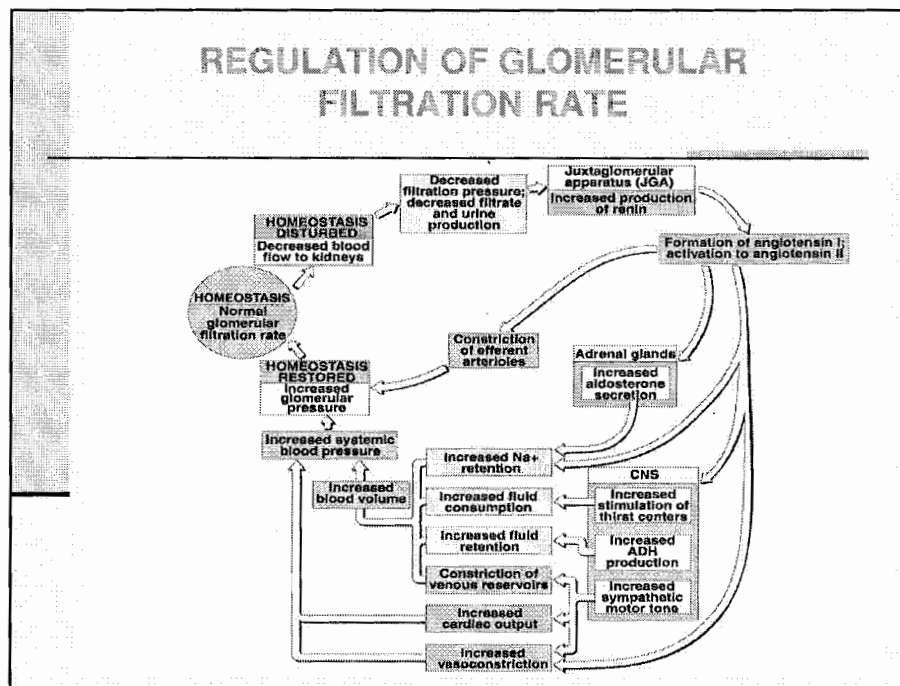 REGULATION OF GLOMERULAR
FILTRATION RATE
Decreased
filtration pressure;
decreased filtrate
and urine
production
Juxtaglomerular
apparatus (JGA)
Increased production
of renin
HOMEOSTASIS
DISTURBED
Decreased blood
flow to kidneys
Formation of angiotensin I;
activation to angiotensin II
HOMEOSTASIS
Normal
glomerular
filtration rate
Constriction
of efferent
arterioles
Adrenal glands
Increased
aldosterone
secretion
HOMEOSTASIS
RESTORED
Increased
glomerular
pressure
Increased systemic
blood pressure
Increased
blood volume
Increased Na+
retention
Increased fluid
consumption
Increased fluid
retention
Constriction of
venous reservoirs
Increased
cardiac output
Increased
vasoconstriction
CNS
Increased
stimulation of
thirst centers
Increased
ADH
production
Increased
sympathetic
motor tone